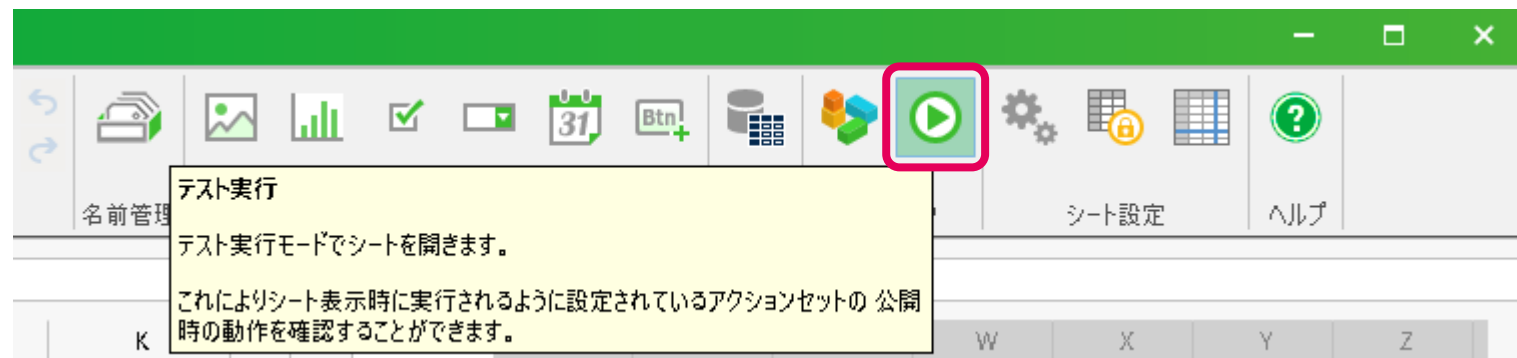 31
Btn
?
名前管理
シート設定
ヘルプ
テスト実行
テスト実行モードでシートを開きます。
これによりシート表示時に実行されるように設定されているアクションセットの 公開
時の動作を確認することができます。
K
W
X
Y
Z